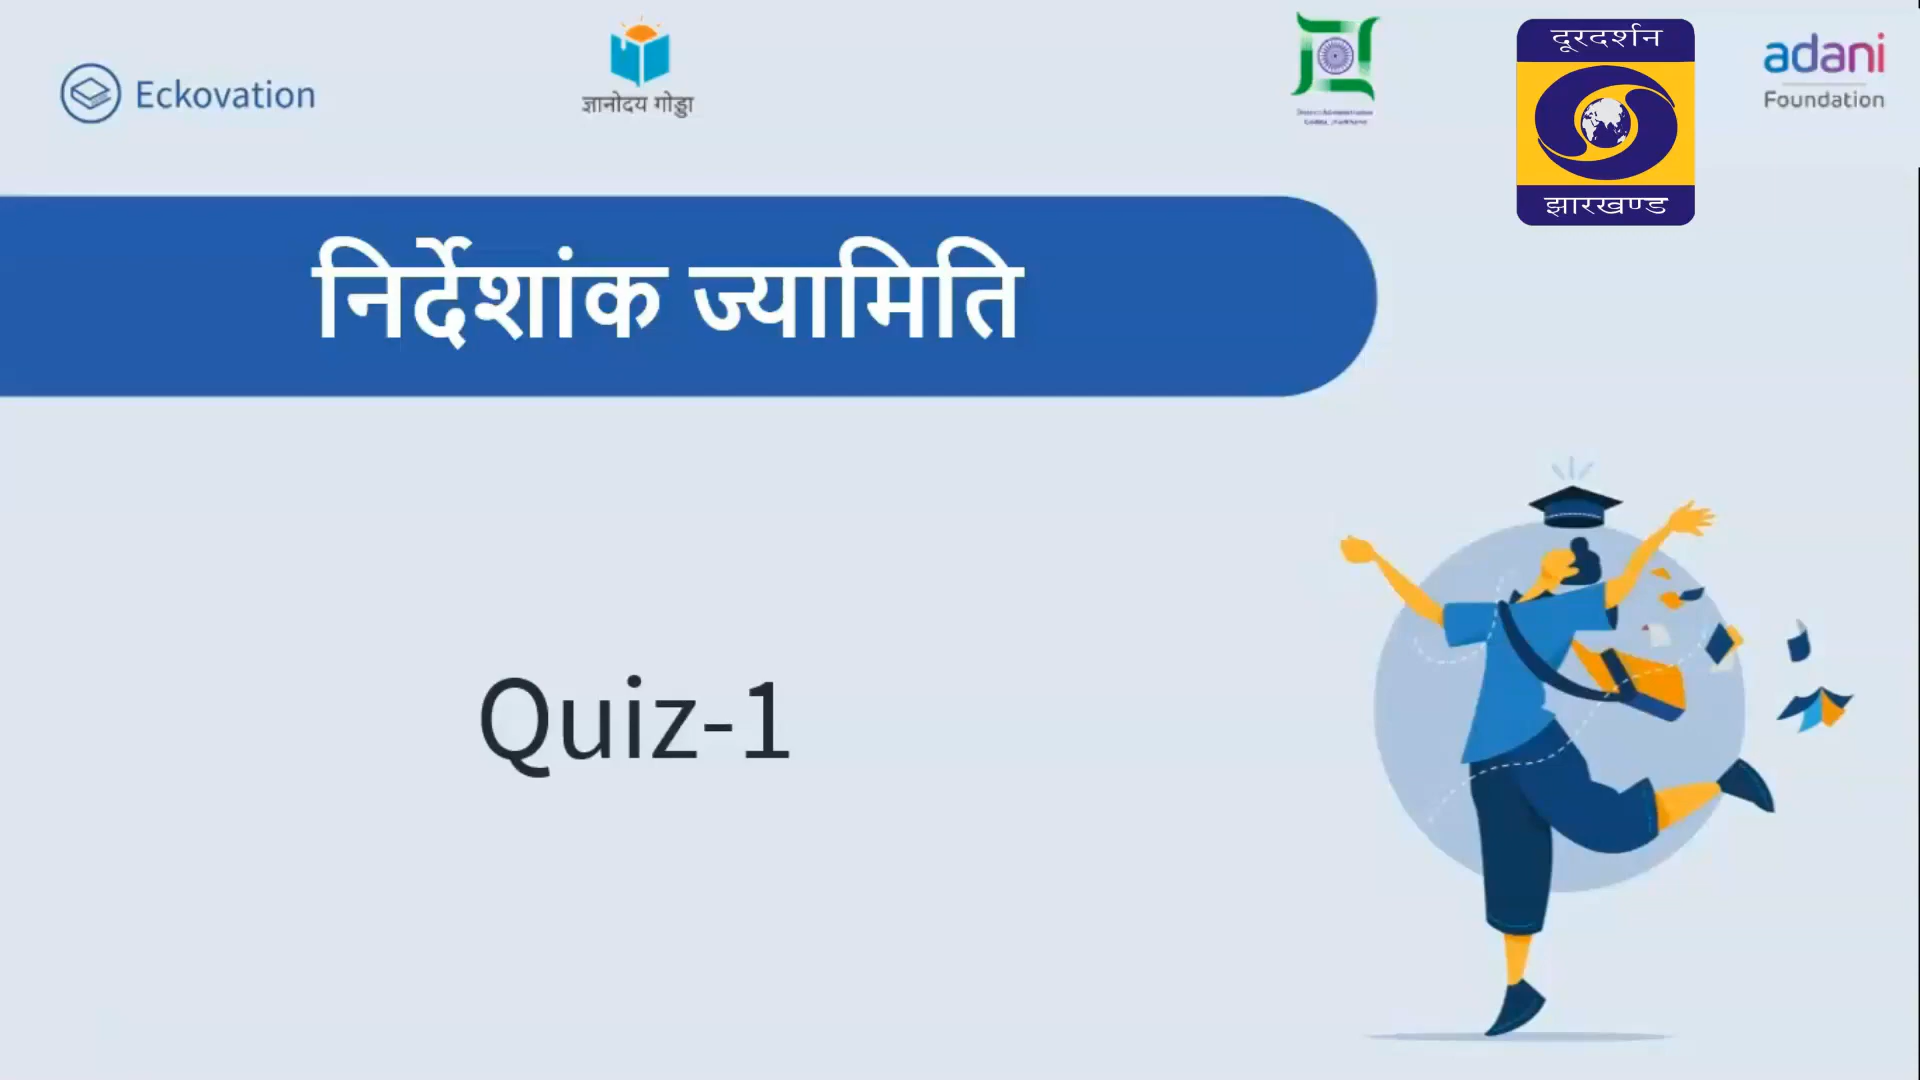 Eckovation
ज्ञानोदय गोड्डा
दूरदर्शन
झारखण्ड
adani
Foundation
निर्देशांक ज्यामिति
Quiz-1